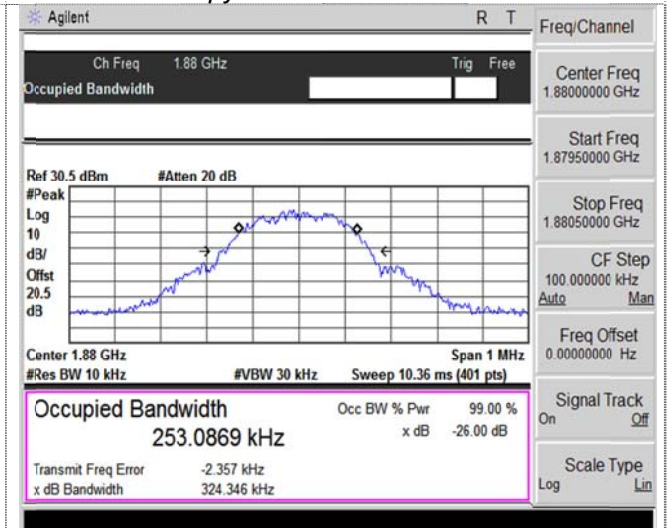 Agilent R T
Freq/Channel
Ch Freq 1.88 GHz Trig Free
Occupied Bandwidth
Center Freq
1.88000000 GHz
Start Freq
1.87950000 GHz
Stop Freq
1.88050000 GHz
CF Step
100.000000 kHz
Auto Man
Freq Offset
0.00000000 Hz
Signal Track
On Off
Scale Type
Log Lin
Ref 30.5 dBm #Atten 20 dB
#Peak
Log
10
dB/
Offst
20.5
dB
Center 1.88 GHz Span 1 MHz
#Res BW 10 kHz #VBW 30 kHz Sweep 10.36 ms (401 pts)
Occupied Bandwidth Occ BW % Pwr 99.00 %
253.0869 kHz x dB -26.00 dB
Transmit Freq Error -2.357 kHz
x dB Bandwidth 324.346 kHz